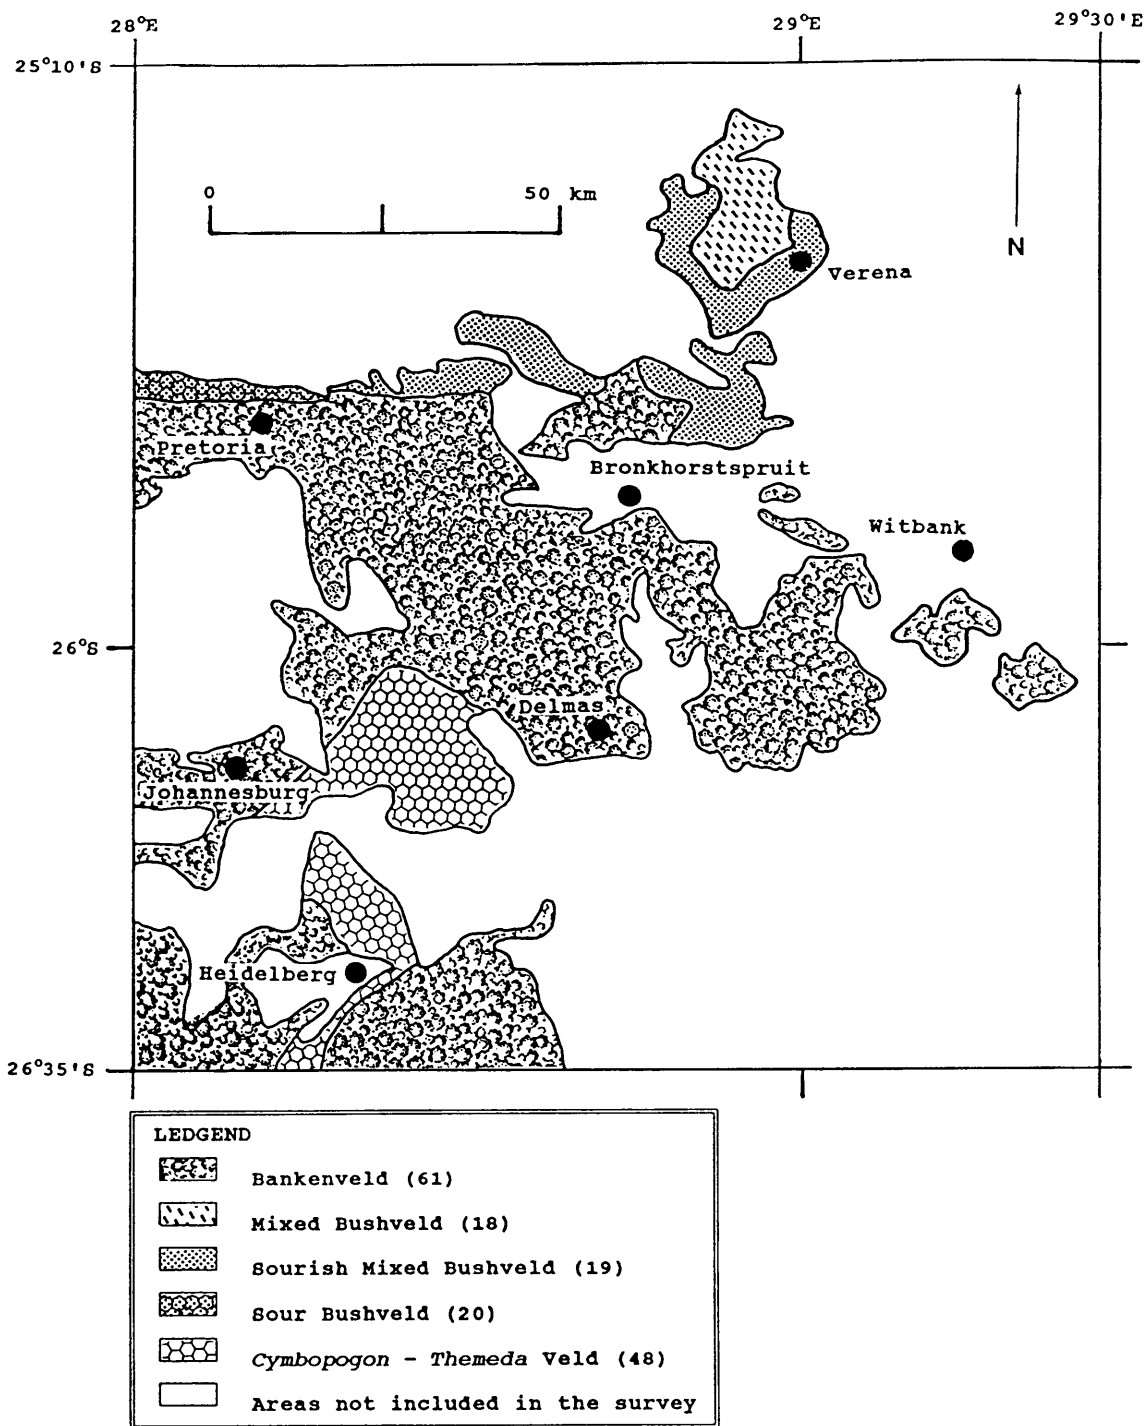 28°E
29°E
29°30'E
25°10'S
0
50 km
N
Verena
Pretoria
Bronkhorstspruit
Witbank
26°S
Delmas
Johannesburg
Heidelberg
26°35'S
LEDGEND
Bankenveld (61)
Mixed Bushveld (18)
Sourish Mixed Bushveld (19)
Sour Bushveld (20)
Cymbopogon - Themeda Veld (48)
Areas not included in the survey